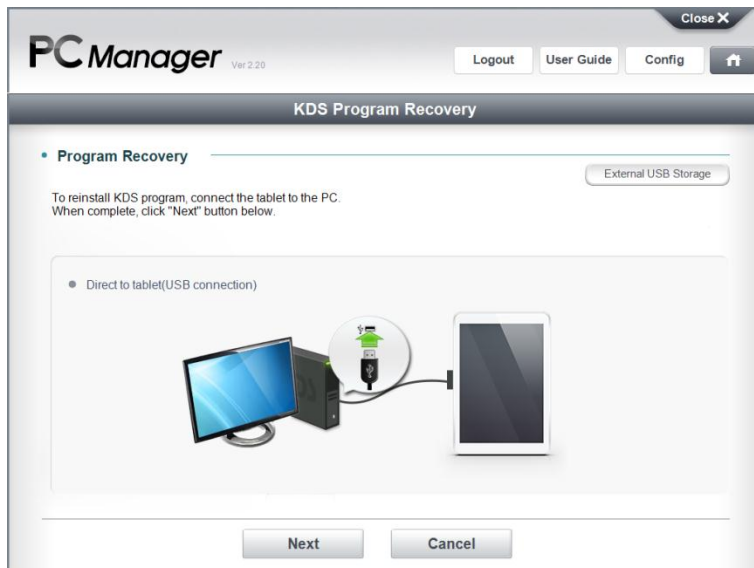 Close X
PC Manager Ver 2.20
Logout User Guide Config
KDS Program Recovery
Program Recovery
External USB Storage
To reinstall KDS program, connect the tablet to the PC.
When complete, click "Next" button below.
Direct to tablet(USB connection)
Next Cancel